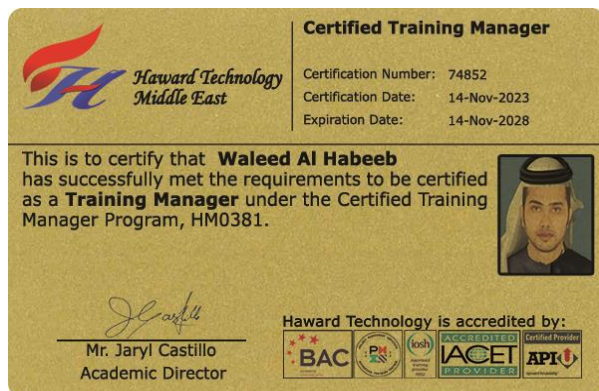 Haward Technology
Middle East
Certified Training Manager
Certification Number: 74852
Certification Date: 14-Nov-2023
Expiration Date: 14-Nov-2028
This is to certify that Waleed Al Habeeb
has successfully met the requirements to be certified
as a Training Manager under the Certified Training
Manager Program, HM0381.
Mr. Jaryl Castillo
Academic Director
Haward Technology is accredited by:
BAC
iosh
ACCREDITED
IACET
PROVIDER
Certified Provider
API